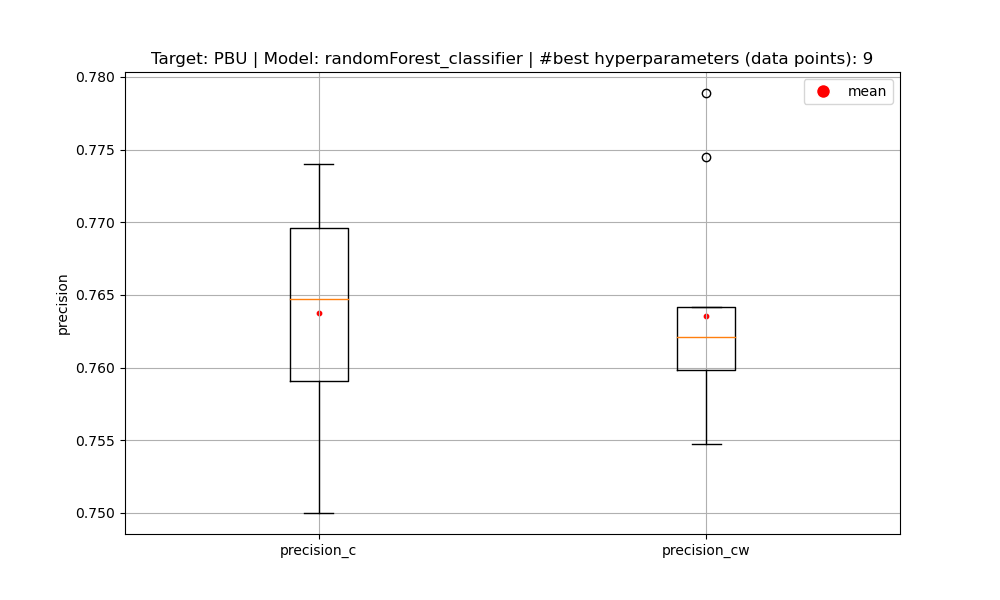 Target: PBU | Model: randomForest_classifier | #best hyperparameters (data points): 9
mean
0.780
0.775
0.770
0.765
0.760
0.755
0.750
precision
precision_c
precision_cw